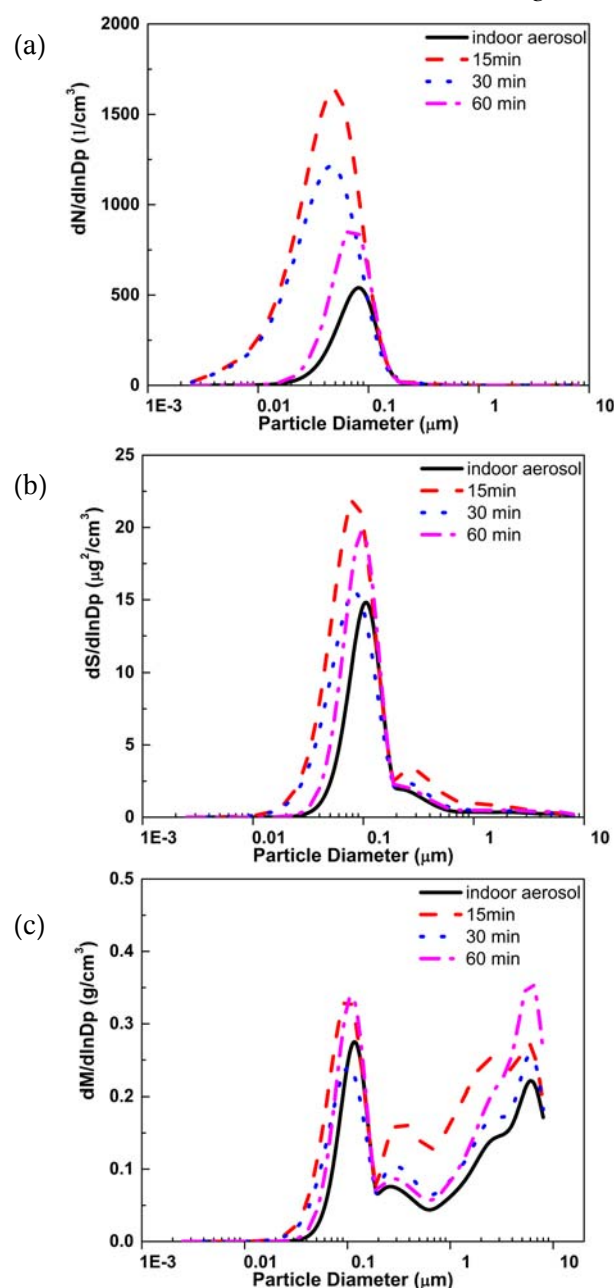 (a)
2000
1500
1000
500
0
dN/dlnDp (1/cm³)
indoor aerosol
15min
30 min
60 min
1E-3
0.01
0.1
1
10
Particle Diameter (μm)
(b)
25
20
15
10
5
0
dS/dlnDp (μg²/cm³)
indoor aerosol
15min
30 min
60 min
1E-3
0.01
0.1
1
10
Particle Diameter (μm)
(c)
0.5
0.4
0.3
0.2
0.1
0.0
dM/dlnDp (g/cm³)
indoor aerosol
15min
30 min
60 min
1E-3
0.01
0.1
1
10
Particle Diameter (μm)